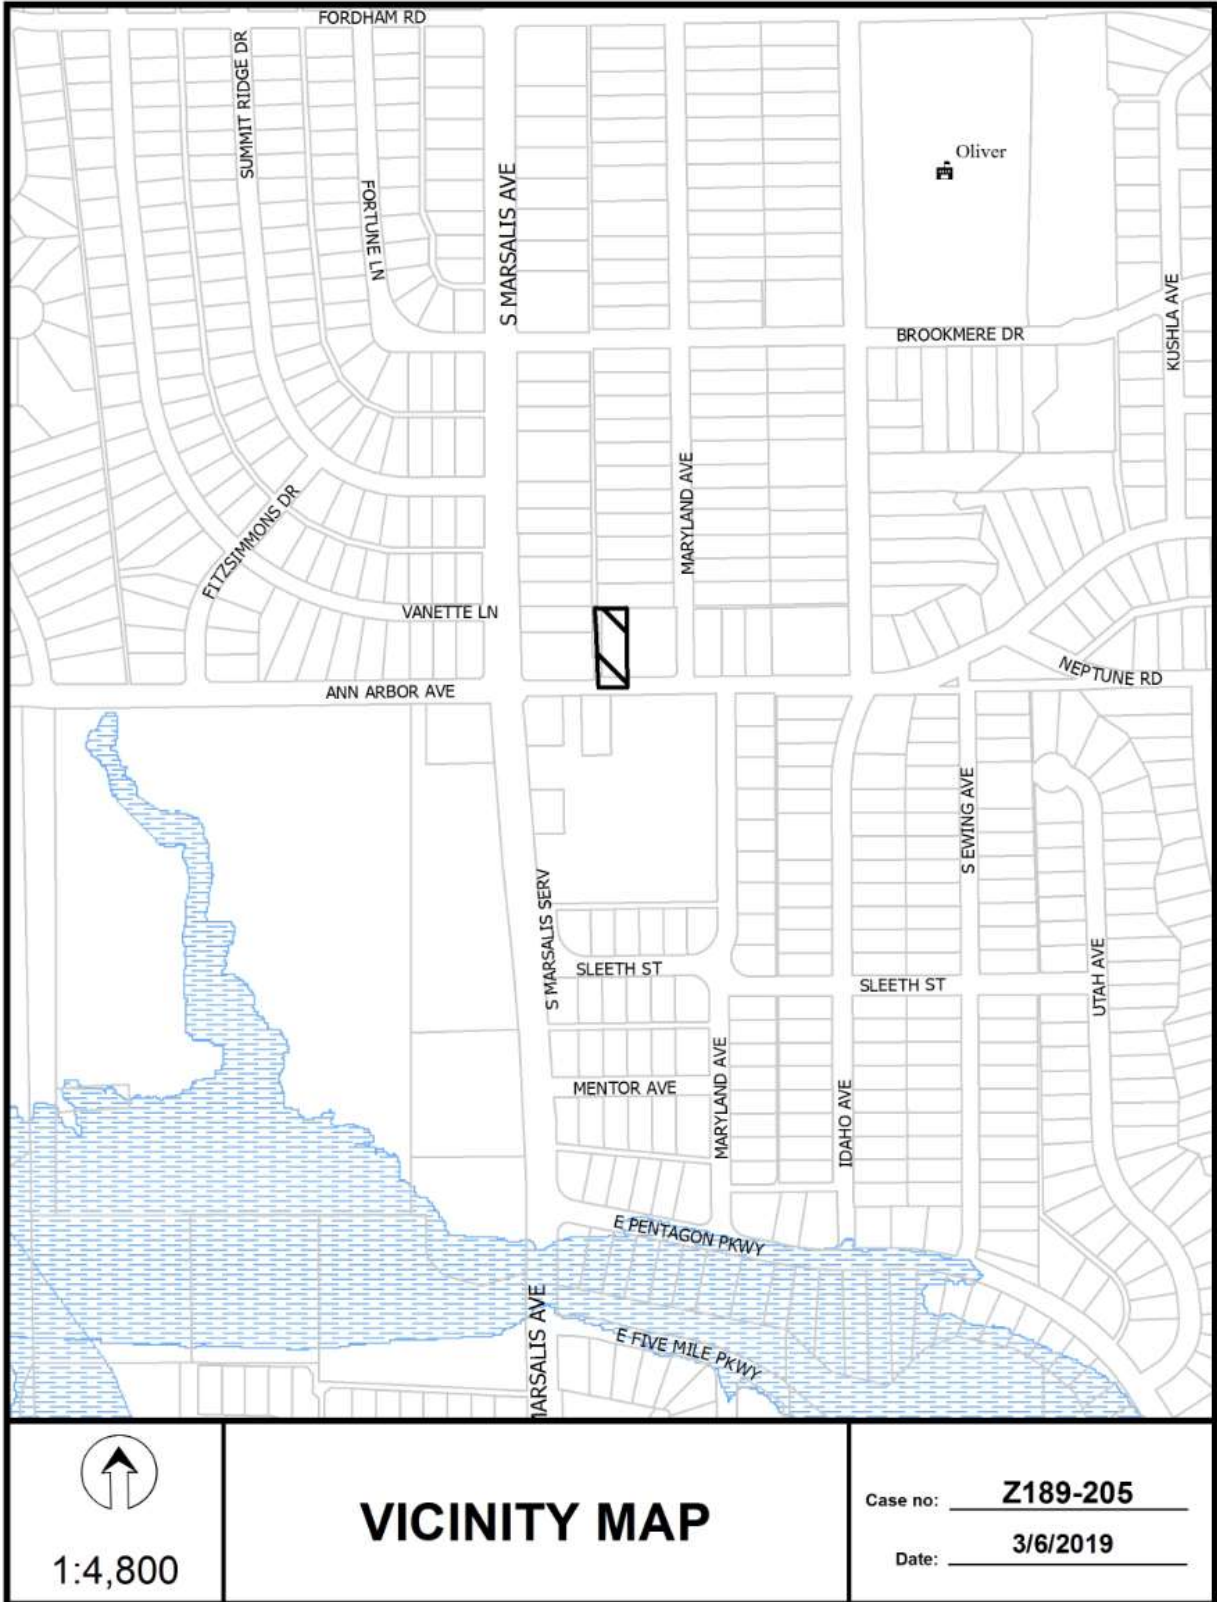 FORDHAM RD
SUMMIT RIDGE DR
Oliver
S MARSALIS AVE
FORTUNE LN
KUSHLA AVE
BROOKMERE DR
MARYLAND AVE
FITZSIMMONS DR
VANETTE LN
NEPTUNE RD
ANN ARBOR AVE
S EWING AVE
S MARSALIS SERV
UTAH AVE
SLEETH ST
SLEETH ST
MARYLAND AVE
MENTOR AVE
IDAHO AVE
E PENTAGON PKWY
MARSALIS AVE
E FIVE MILE PKWY
1:4,800
VICINITY MAP
Case no: Z189-205
Date: 3/6/2019